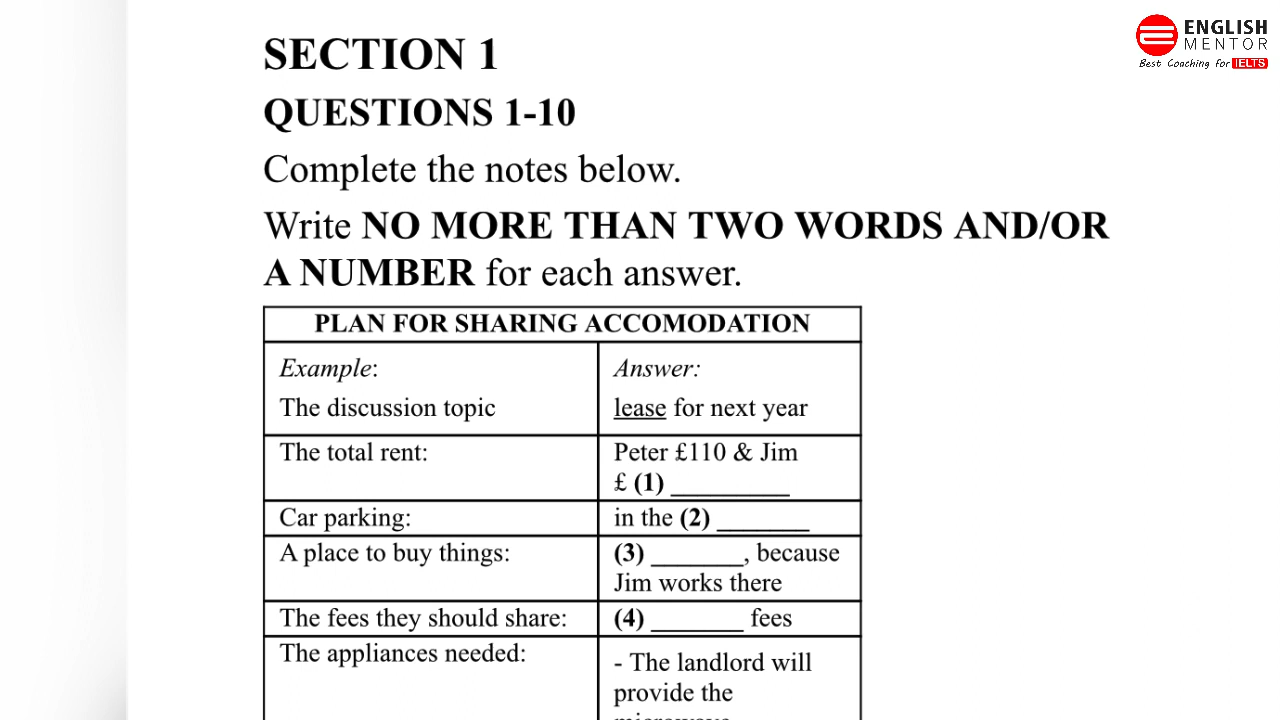 ENGLISH
MENTOR
Best Coaching for IELTS
SECTION 1
QUESTIONS 1-10
Complete the notes below.
Write NO MORE THAN TWO WORDS AND/OR
A NUMBER for each answer.
PLAN FOR SHARING ACCOMODATION
Example:
The discussion topic
Answer:
lease for next year
The total rent:
Peter £110 & Jim
£ (1) _________
Car parking:
in the (2) _______
A place to buy things:
(3) _______, because
Jim works there
The fees they should share:
(4) _______ fees
The appliances needed:
- The landlord will
provide the